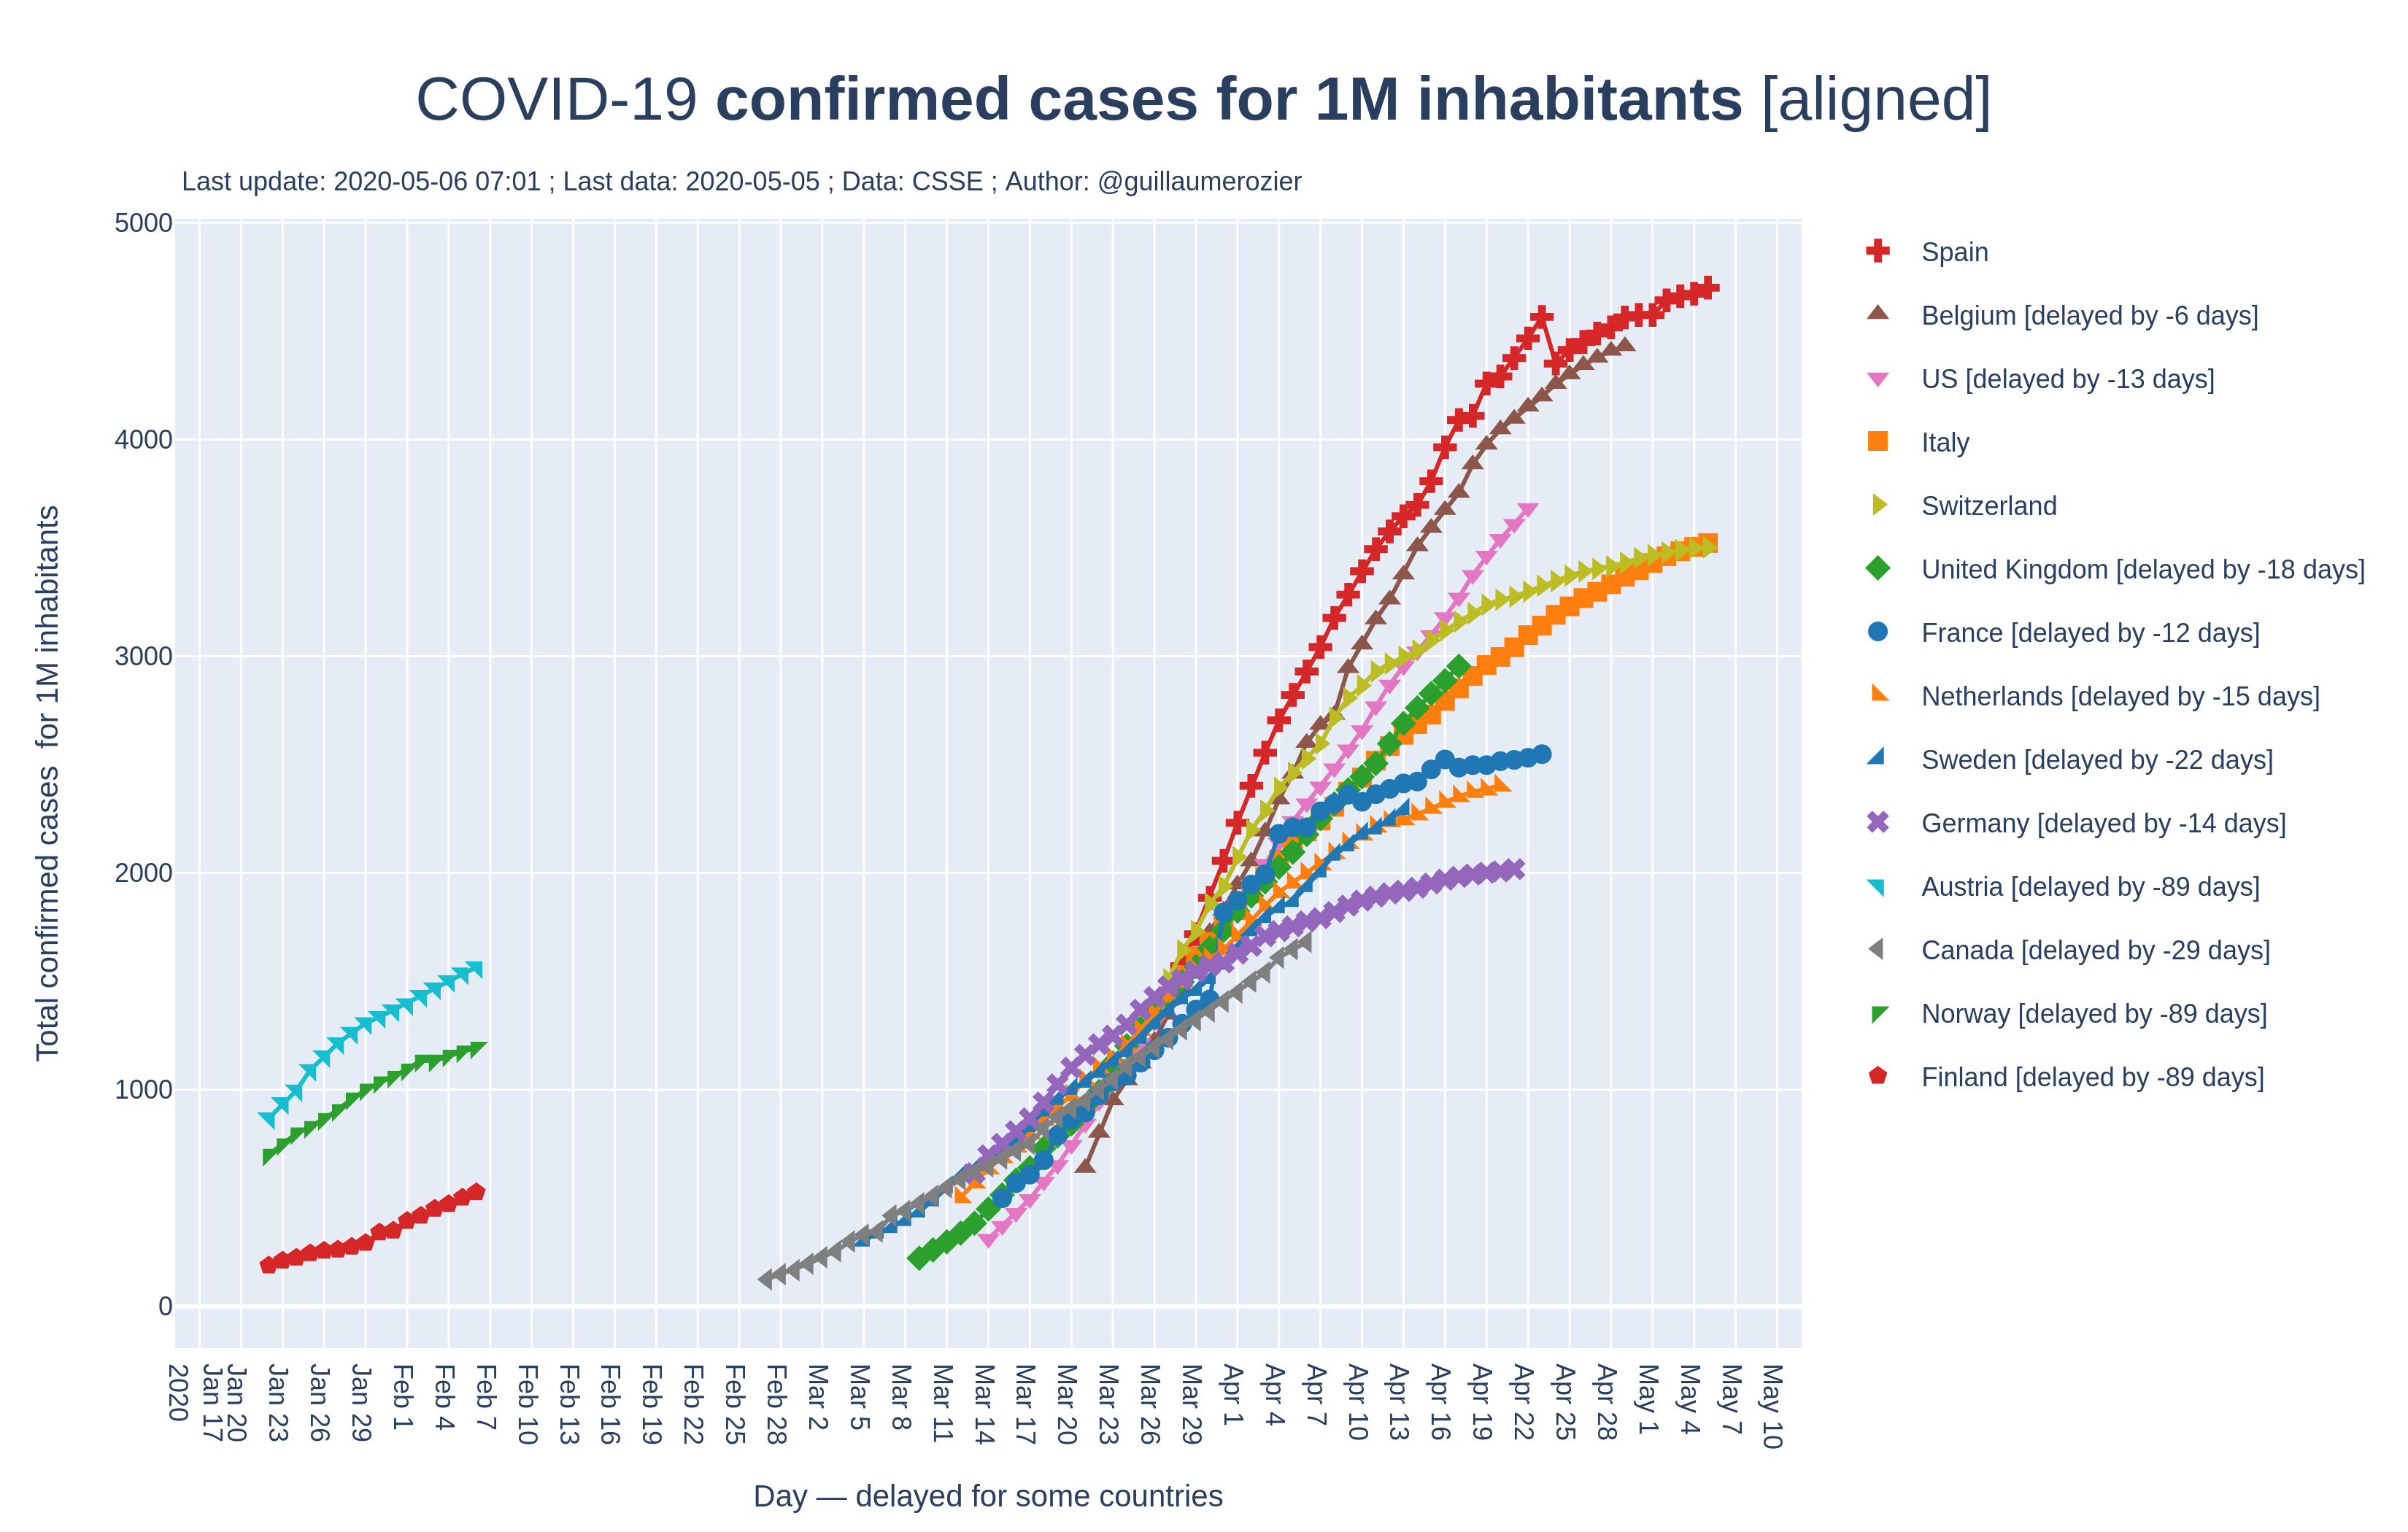 COVID-19 confirmed cases for 1M inhabitants [aligned]
Last update: 2020-05-06 07:01 ; Last data: 2020-05-05 ; Data: CSSE ; Author: @guillaumerozier
5000
4000
3000
2000
1000
0
Total confirmed cases for 1M inhabitants
2020
Jan 17
Jan 20
Jan 23
Jan 26
Jan 29
Feb 1
Feb 4
Feb 7
Feb 10
Feb 13
Feb 16
Feb 19
Feb 22
Feb 25
Feb 28
Mar 2
Mar 5
Mar 8
Mar 11
Mar 14
Mar 17
Mar 20
Mar 23
Mar 26
Mar 29
Apr 1
Apr 4
Apr 7
Apr 10
Apr 13
Apr 16
Apr 19
Apr 22
Apr 25
Apr 28
May 1
May 4
May 7
May 10
Day — delayed for some countries
Spain
Belgium [delayed by -6 days]
US [delayed by -13 days]
Italy
Switzerland
United Kingdom [delayed by -18 days]
France [delayed by -12 days]
Netherlands [delayed by -15 days]
Sweden [delayed by -22 days]
Germany [delayed by -14 days]
Austria [delayed by -89 days]
Canada [delayed by -29 days]
Norway [delayed by -89 days]
Finland [delayed by -89 days]